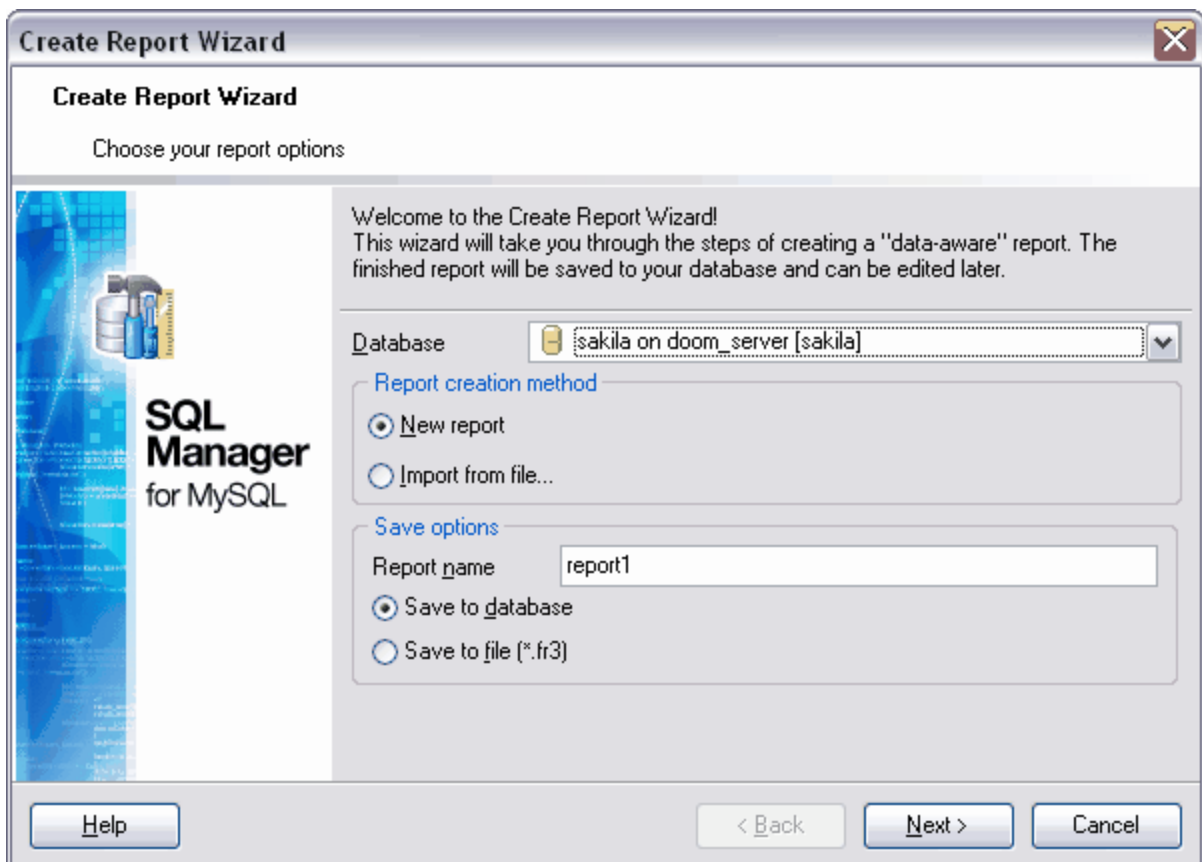 Create Report Wizard
Create Report Wizard
Choose your report options
Welcome to the Create Report Wizard!
This wizard will take you through the steps of creating a "data-aware" report. The
finished report will be saved to your database and can be edited later.
SQL
Manager
for MySQL
Database sakila on doom_server [sakila]
Report creation method
New report
Import from file...
Save options
Report name report1
Save to database
Save to file (*.fr3)
Help < Back Next > Cancel